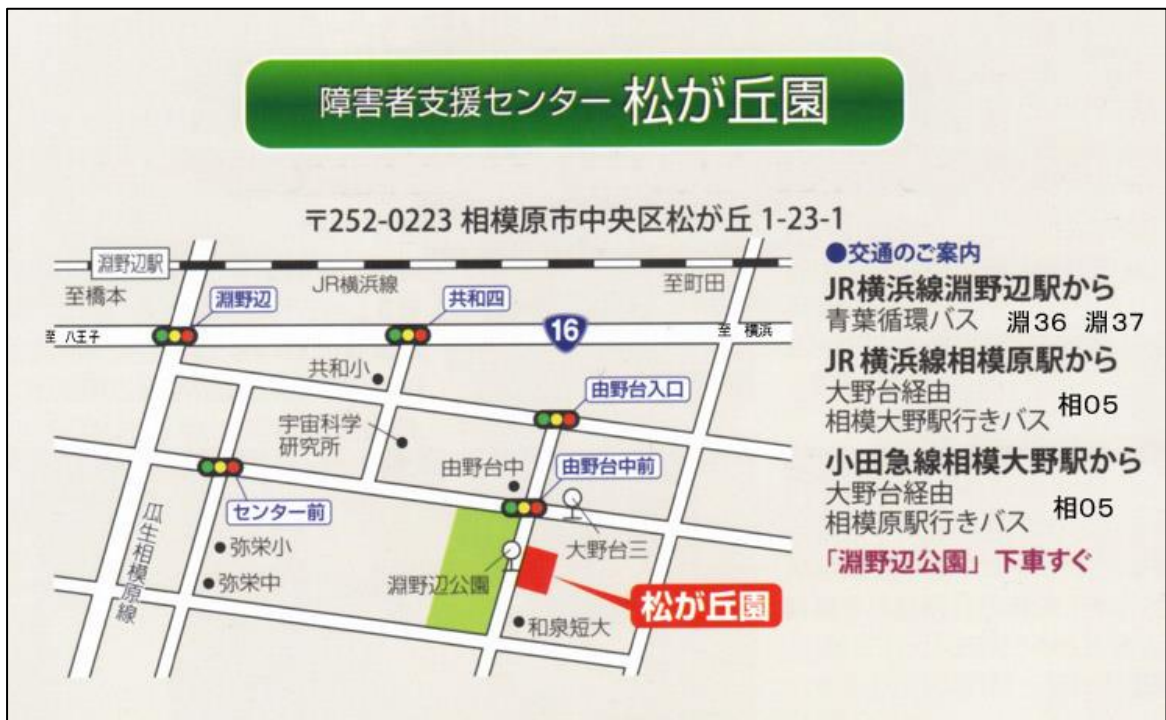 障害者支援センター 松が丘園
〒252-0223 相模原市中央区松が丘 1-23-1
淵野辺駅
JR横浜線
至橋本
至町田
淵野辺
共和四
至 八王子
16
至 横浜
共和小
由野台入口
宇宙科学
研究所
由野台中
由野台中前
センター前
瓜生相模原線
弥栄小
弥栄中
淵野辺公園
大野台三
松が丘園
和泉短大
●交通のご案内
JR横浜線淵野辺駅から
青葉循環バス 淵36 淵37
JR横浜線相模原駅から
大野台経由
相模大野駅行きバス 相05
小田急線相模大野駅から
大野台経由
相模原駅行きバス 相05
「淵野辺公園」下車すぐ